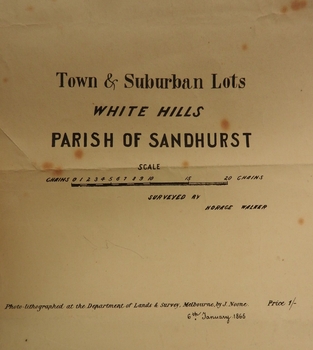 Town & Suburban Lots
WHITE HILLS
PARISH OF SANDHURST
SCALE
CHAINS 0 1 2 3 4 5 6 7 8 9 10 15 20 CHAINS
SURVEYED BY
HORACE WALKER
Photo-lithographed at the Department of Lands & Survey, Melbourne, by J. Noone. Price 1/-
6th January 1865